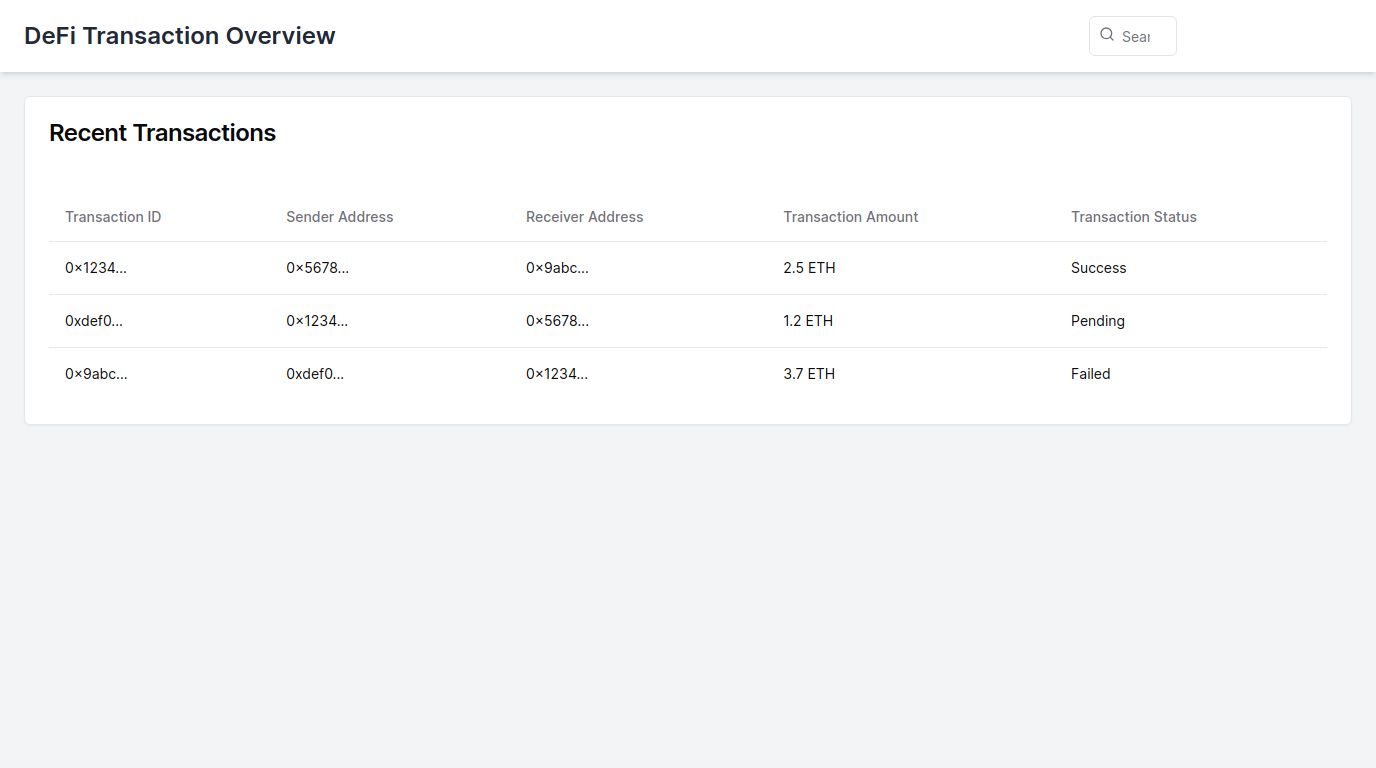 DeFi Transaction Overview
Sear
Recent Transactions
Transaction ID Sender Address Receiver Address Transaction Amount Transaction Status
0x1234... 0x5678... 0x9abc... 2.5 ETH Success
0xdef0... 0x1234... 0x5678... 1.2 ETH Pending
0x9abc... 0xdef0... 0x1234... 3.7 ETH Failed